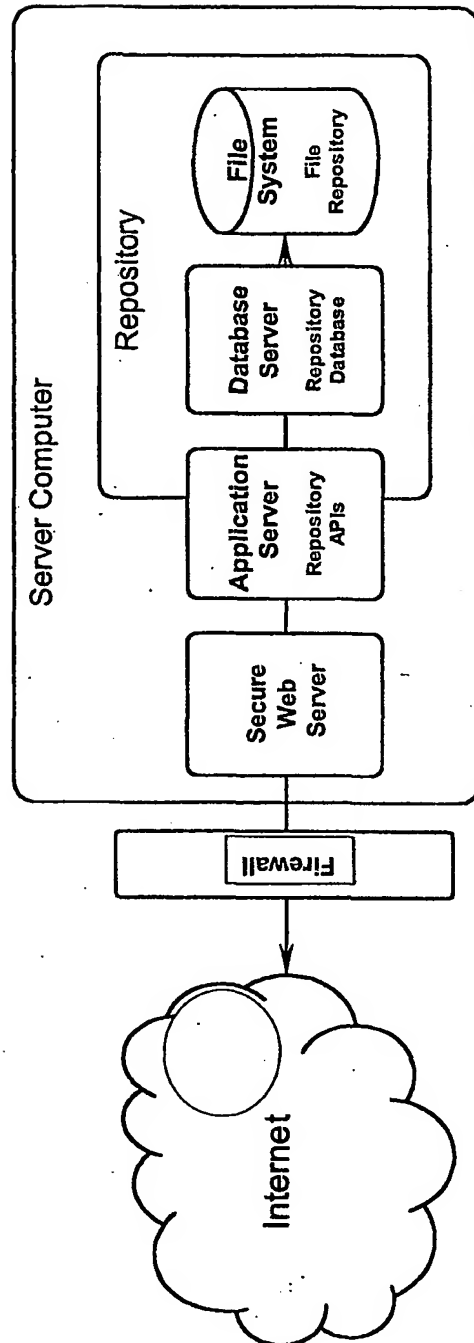 Server Computer
Repository
File
System
File
Repository
Database
Server
Repository
Database
Application
Server
Repository
APIs
Secure
Web
Server
Firewall
Internet